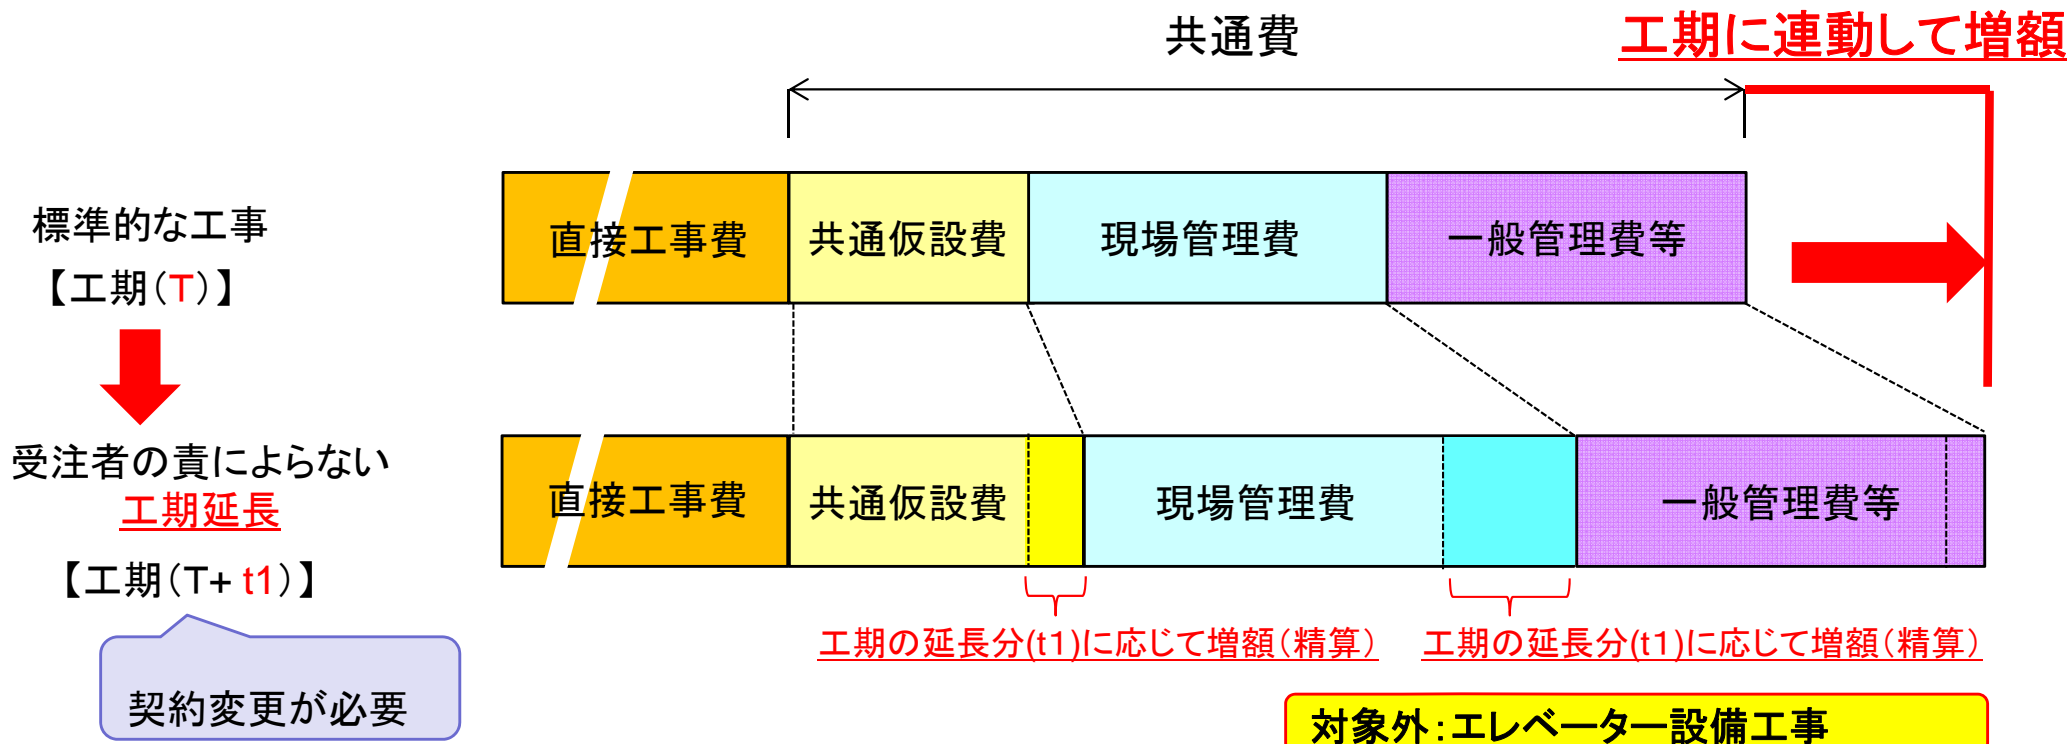 共通費
工期に連動して増額
標準的な工事
【工期(T)】
直接工事費
共通仮設費
現場管理費
一般管理費等
受注者の責によらない
工期延長
【工期(T+ t1)】
直接工事費
共通仮設費
現場管理費
一般管理費等
工期の延長分(t1)に応じて増額(精算)
工期の延長分(t1)に応じて増額(精算)
契約変更が必要
対象外:エレベーター設備工事